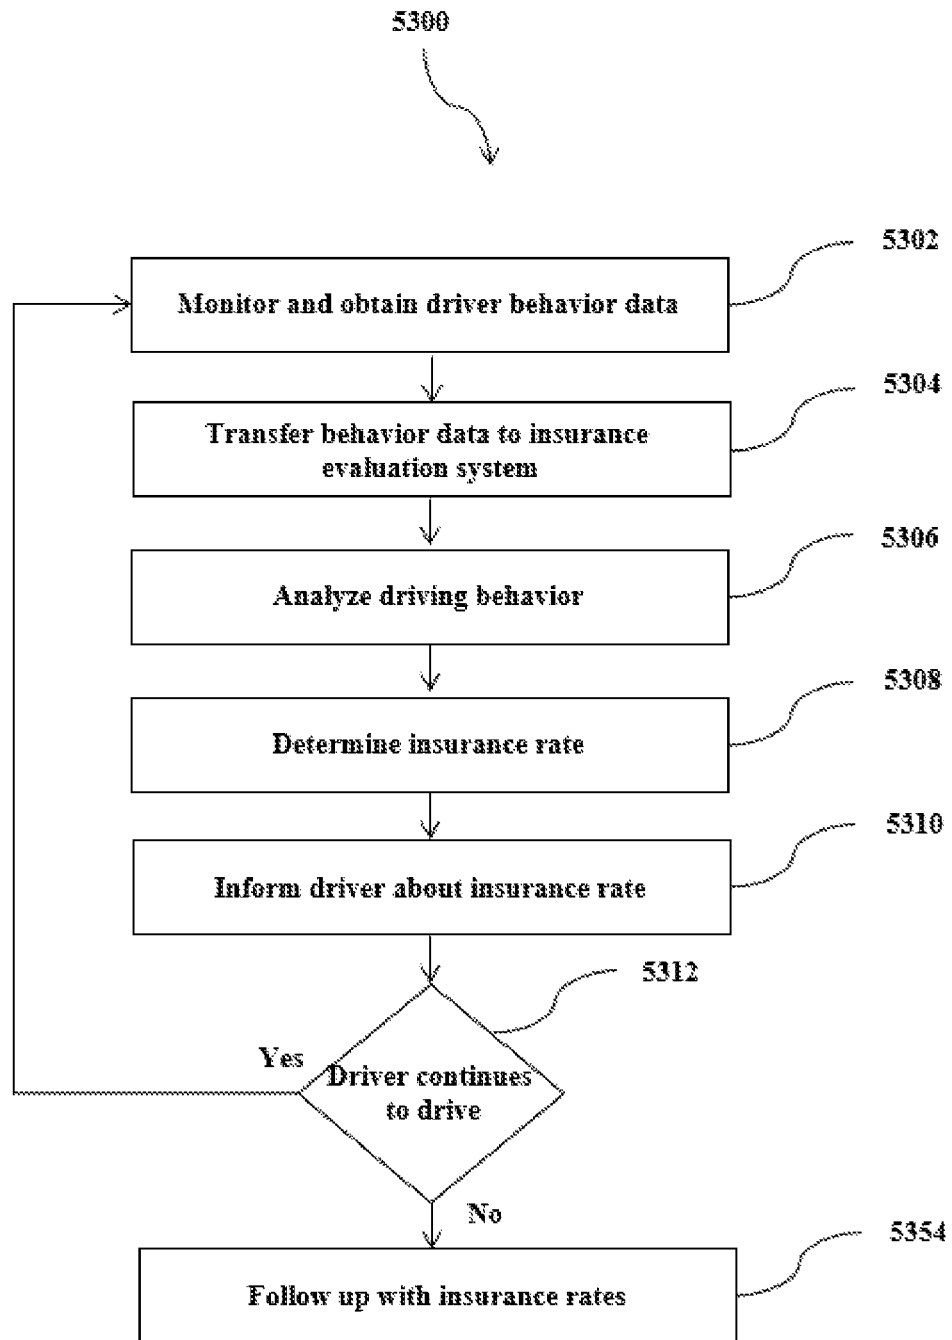 5300
5302
Monitor and obtain driver behavior data
5304
Transfer behavior data to insurance
evaluation system
5306
Analyze driving behavior
5308
Determine insurance rate
5310
Inform driver about insurance rate
5312
Yes
Driver continues
to drive
No
5354
Follow up with insurance rates